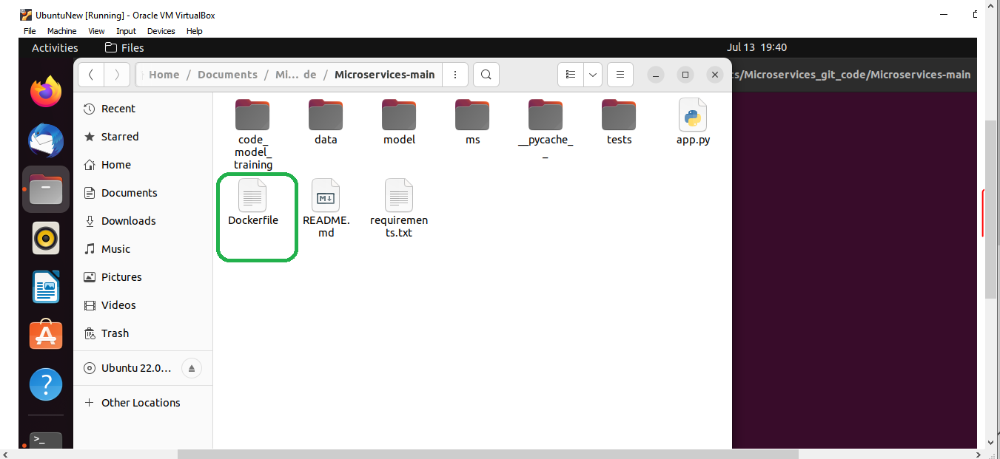 UbuntuNew [Running] - Oracle VM VirtualBox
File Machine View Input Devices Help
Activities Files Jul 13 19:40
Home / Documents / Mi… de / Microservices-main
s/Microservices_git_code/Microservices-main
Recent
Starred
Home
Documents
Downloads
Music
Pictures
Videos
Trash
Ubuntu 22.0…
Other Locations
code_
model_
training
data
model
ms
__pycache_
_
tests
app.py
Dockerfile
README.
md
requiremen
ts.txt